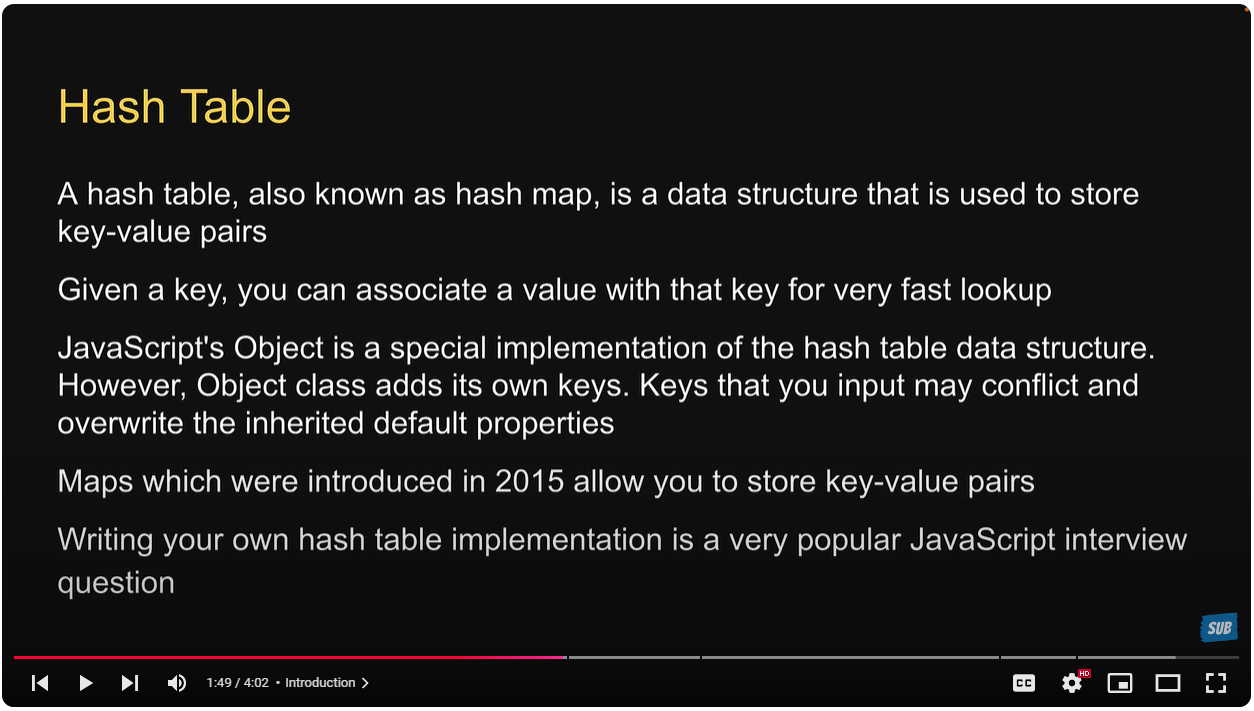 Hash Table
A hash table, also known as hash map, is a data structure that is used to store
key-value pairs
Given a key, you can associate a value with that key for very fast lookup
JavaScript's Object is a special implementation of the hash table data structure.
However, Object class adds its own keys. Keys that you input may conflict and
overwrite the inherited default properties
Maps which were introduced in 2015 allow you to store key-value pairs
Writing your own hash table implementation is a very popular JavaScript interview
question
SUB
1:49 / 4:02 • Introduction
CC
HD